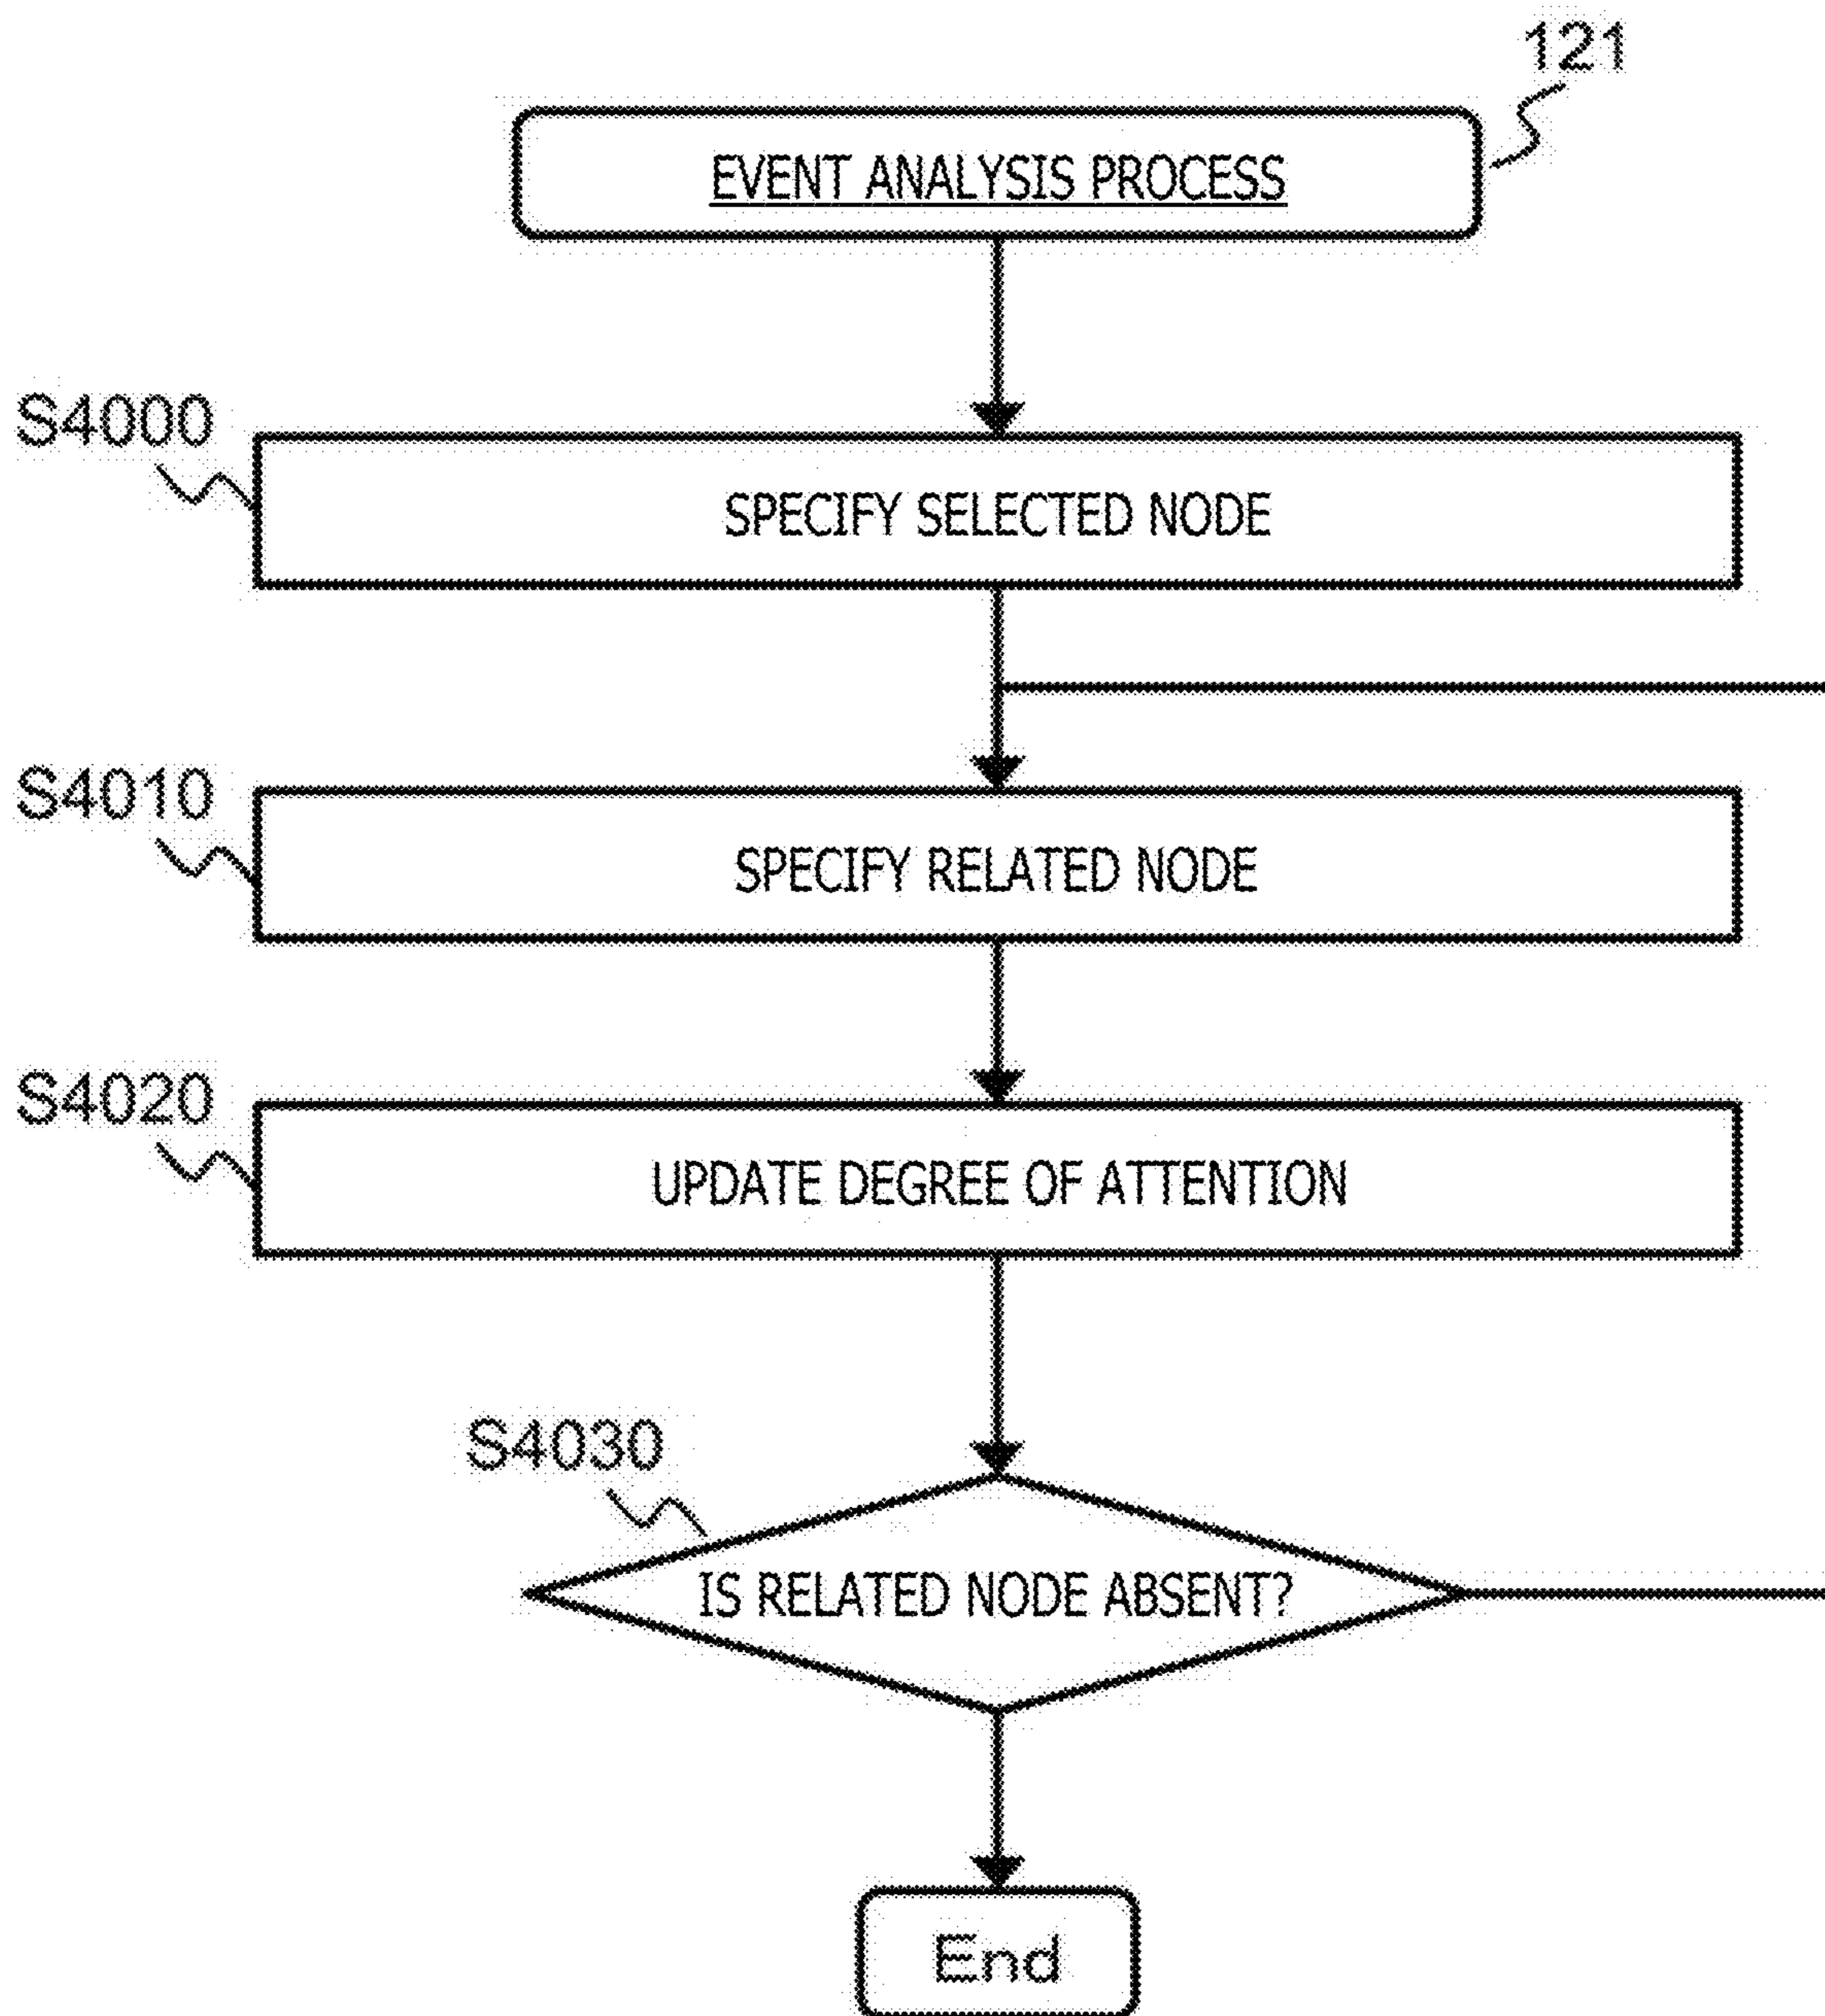 121
EVENT ANALYSIS PROCESS
S4000
SPECIFY SELECTED NODE
S4010
SPECIFY RELATED NODE
S4020
UPDATE DEGREE OF ATTENTION
S4030
IS RELATED NODE ABSENT?
End